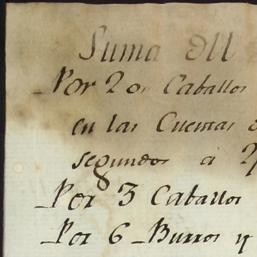 Suma del
Por 20. Caballos
en las Cuentas
segundos a
Por 3 Caballos
Por 6 Burros y